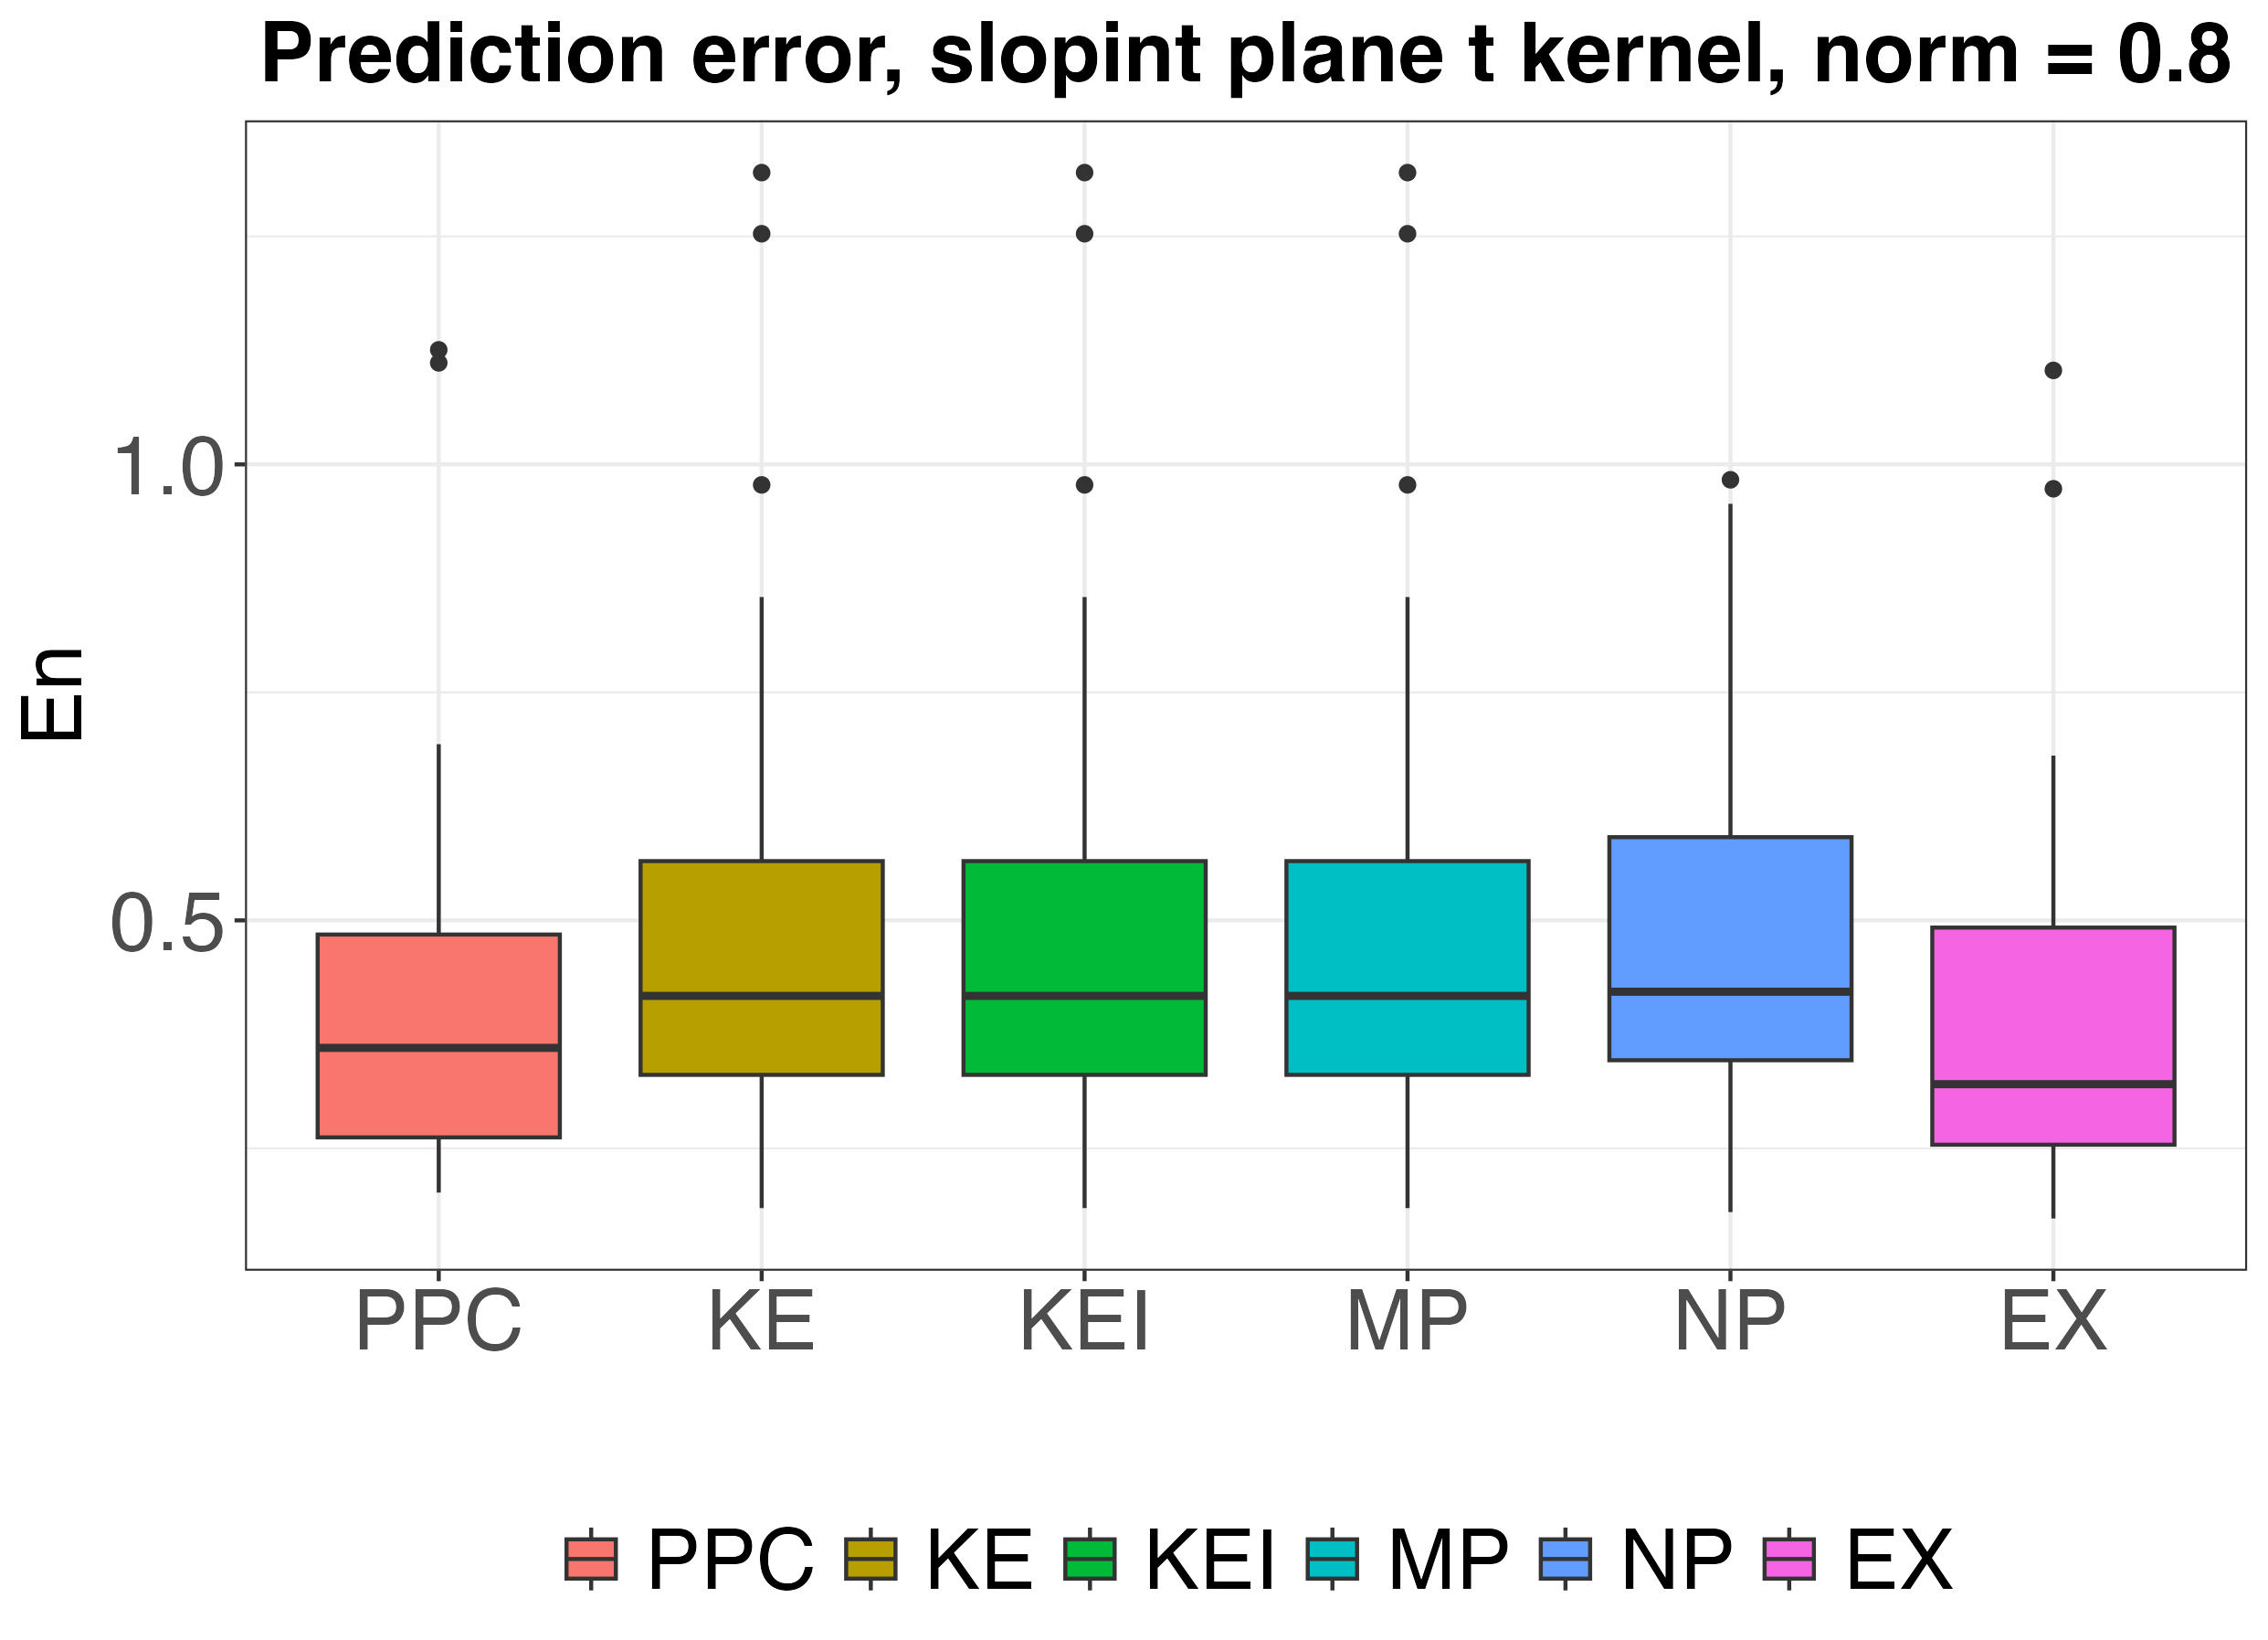 Prediction error, slopint plane t kernel, norm = 0.8
En
1.0
0.5
PPC KE KEI MP NP EX
PPC KE KEI MP NP EX